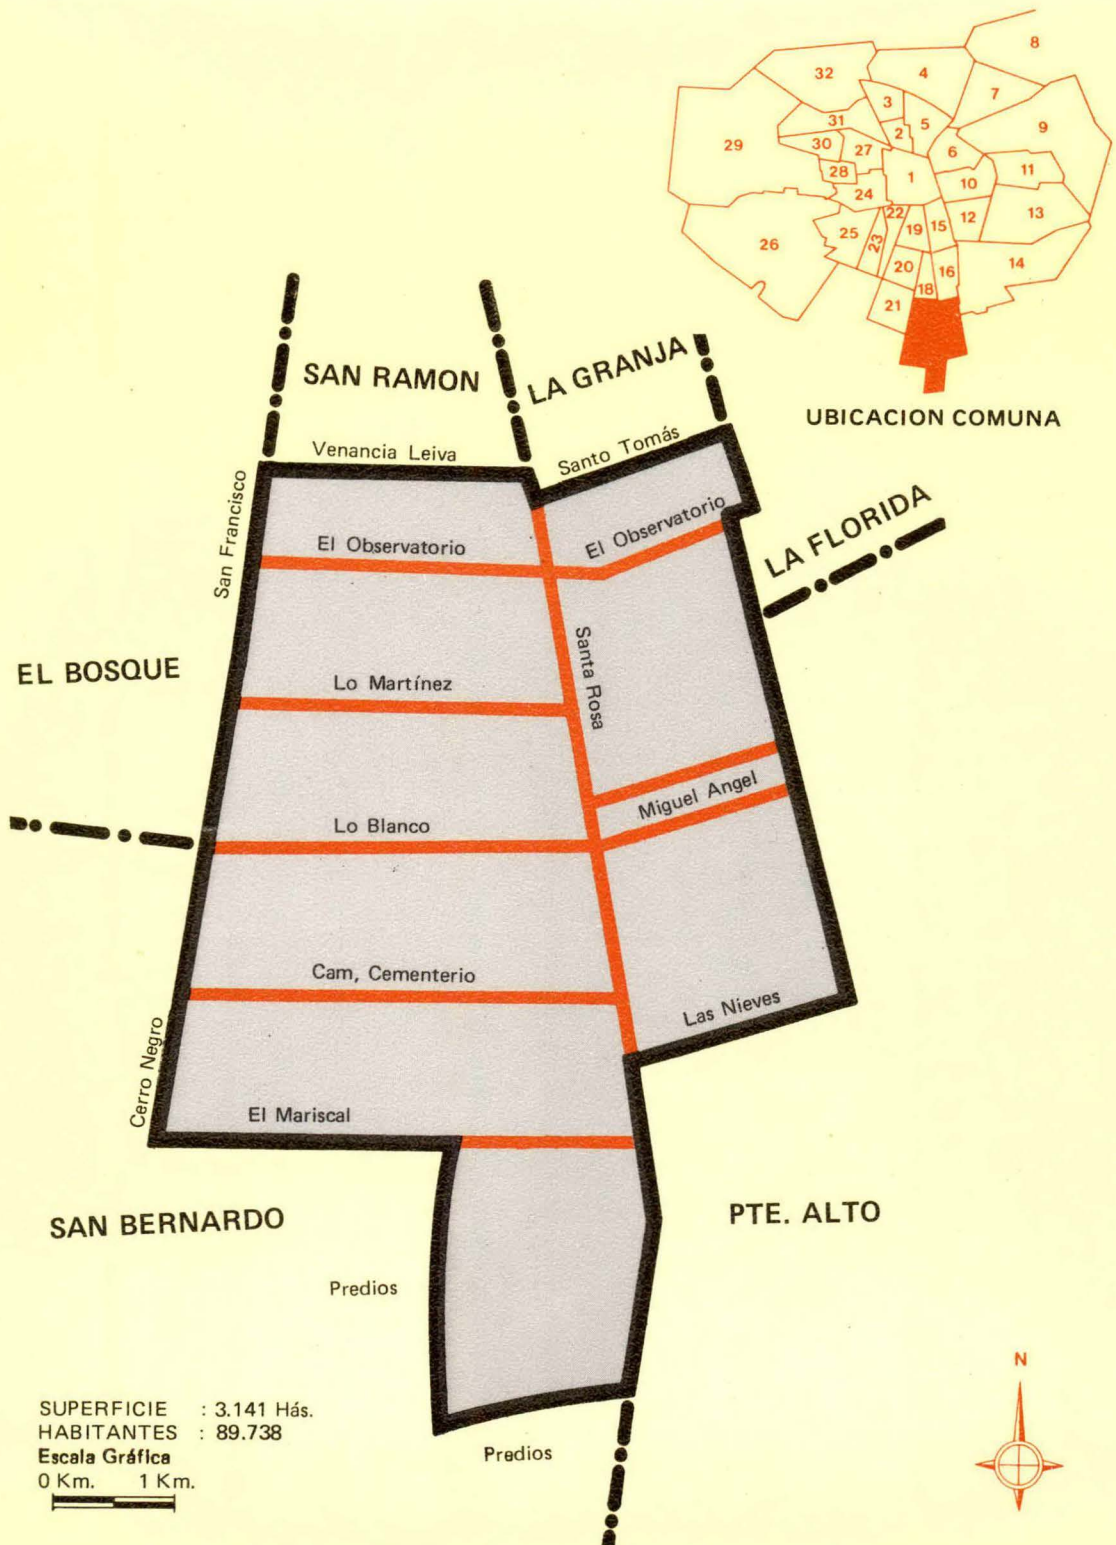 8
32
4
7
3
31
5
9
2
29
30
27
6
11
28
1
10
24
22
13
12
25
23
19
15
26
14
20
16
18
21
UBICACION COMUNA
SAN RAMON
LA GRANJA
Venancia Leiva
Santo Tomás
San Francisco
El Observatorio
El Observatorio
LA FLORIDA
EL BOSQUE
Lo Martínez
Santa Rosa
Miguel Angel
Lo Blanco
Cam, Cementerio
Las Nieves
Cerro Negro
El Mariscal
SAN BERNARDO
PTE. ALTO
Predios
N
SUPERFICIE : 3.141 Hás.
HABITANTES : 89.738
Escala Gráfica
0 Km. 1 Km.
Predios